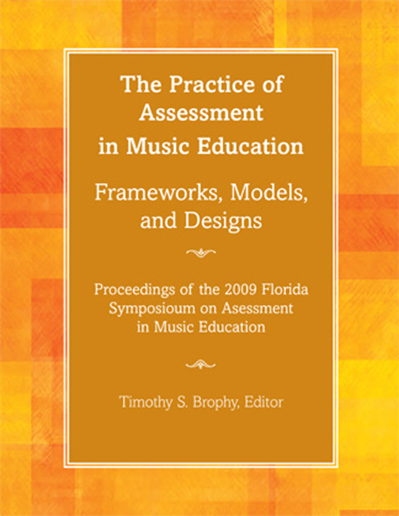 The Practice of
Assessment
in Music Education
Frameworks, Models,
and Designs
Proceedings of the 2009 Florida
Symposioum on Asessment
in Music Education
Timothy S. Brophy, Editor